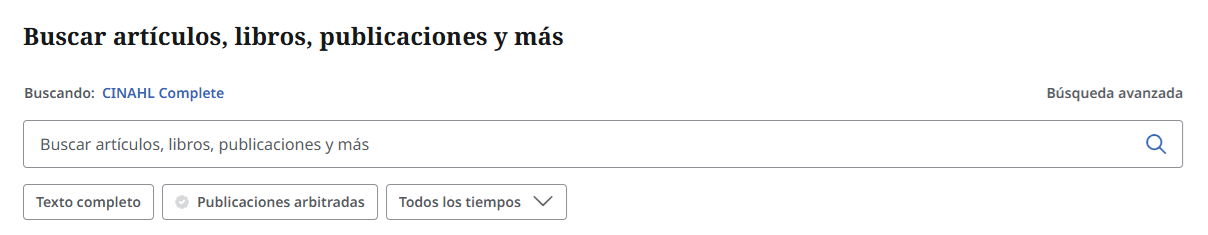 Buscar artículos, libros, publicaciones y más
Buscando: CINAHL Complete
Búsqueda avanzada
Buscar artículos, libros, publicaciones y más
Texto completo
Publicaciones arbitradas
Todos los tiempos